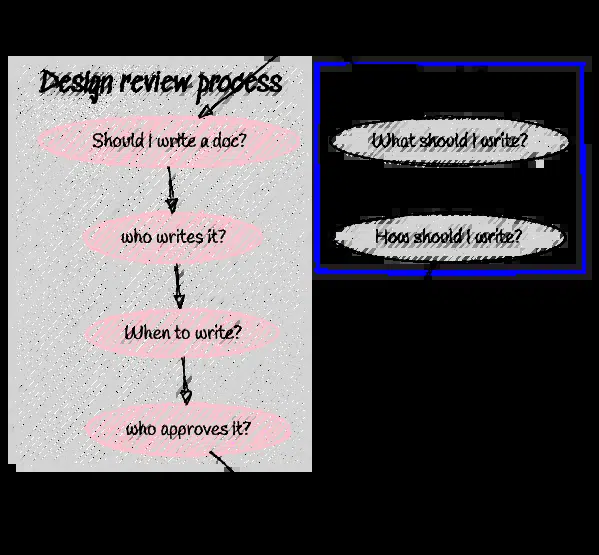 Design review process
Should I write a doc?
who writes it?
When to write?
who approves it?
What should I write?
How should I write?